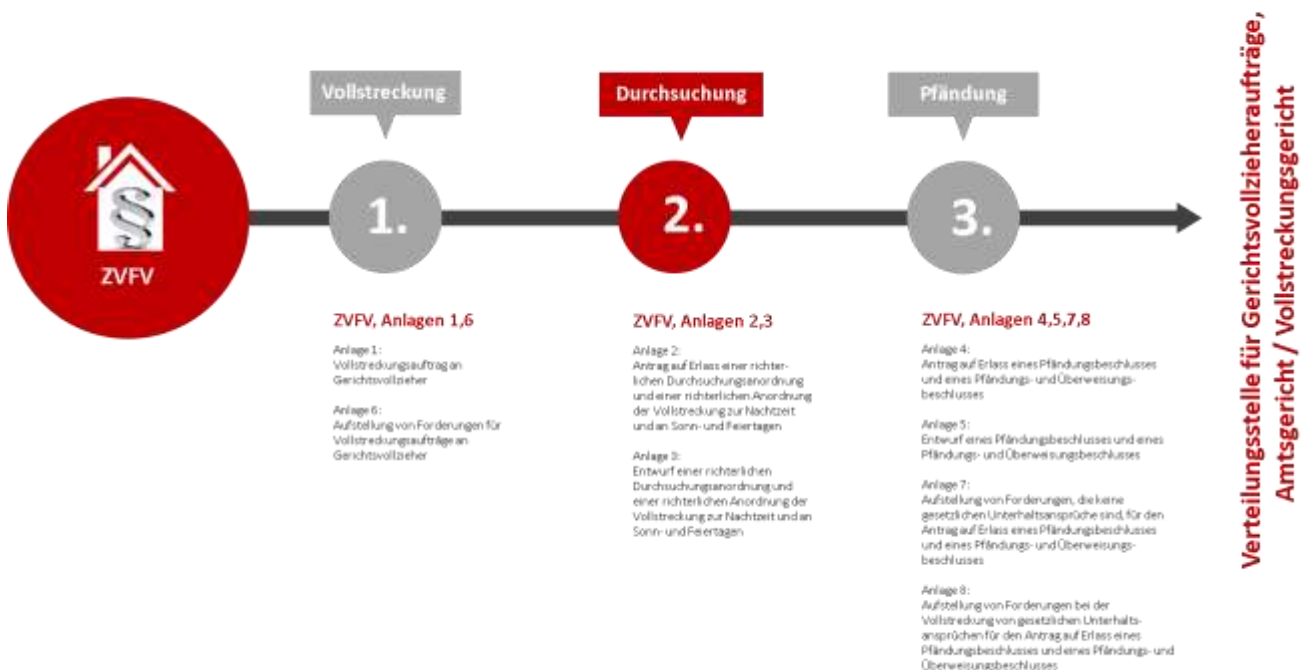 ZVFV
Vollstreckung
1.
ZVFV, Anlagen 1,6
Anlage 1:
Vollstreckungsauftrag an
Gerichtsvollzieher
Anlage 6:
Aufstellung von Forderungen für
Vollstreckungsaufträge an
Gerichtsvollzieher
Durchsuchung
2.
ZVFV, Anlagen 2,3
Anlage 2:
Antrag auf Erlass einer richter-
lichen Durchsuchungsanordnung
und einer richterlichen Anordnung
der Vollstreckung zur Nachtzeit
und an Sonn- und Feiertagen
Anlage 3:
Entwurf einer richterlichen
Durchsuchungsanordnung und
einer richterlichen Anordnung der
Vollstreckung zur Nachtzeit und an
Sonn- und Feiertagen
Pfändung
3.
ZVFV, Anlagen 4,5,7,8
Anlage 4:
Antrag auf Erlass eines Pfändungsbeschlusses
und eines Pfändungs- und Überweisungs-
beschlusses
Anlage 5:
Entwurf eines Pfändungsbeschlusses und eines
Pfändungs- und Überweisungsbeschlusses
Anlage 7:
Aufstellung von Forderungen, die keine
gesetzlichen Unterhaltsansprüche sind, für den
Antrag auf Erlass eines Pfändungsbeschlusses
und eines Pfändungs- und Überweisungs-
beschlusses
Anlage 8:
Aufstellung von Forderungen bei der
Vollstreckung von gesetzlichen Unterhalts-
ansprüchen für den Antrag auf Erlass eines
Pfändungsbeschlusses und eines Pfändungs- und
Überweisungsbeschlusses
Verteilungsstelle für Gerichtsvollzieheraufträge,
Amtsgericht / Vollstreckungsgericht